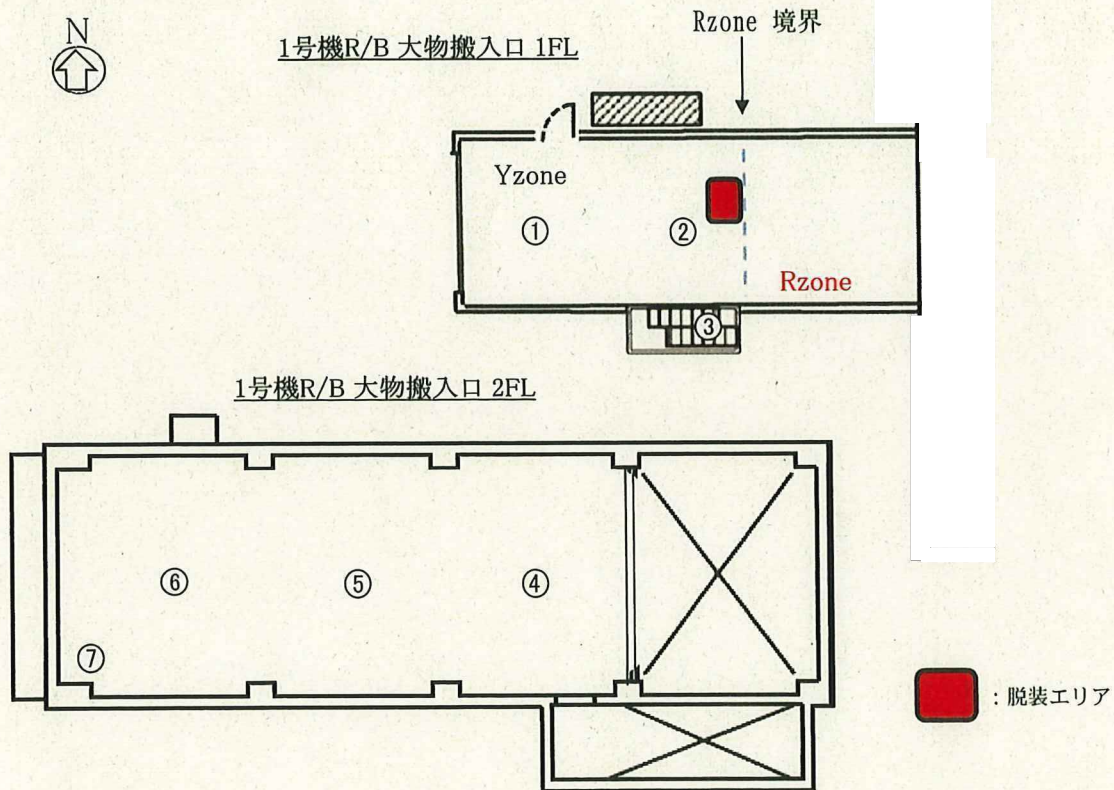 N
1号機R/B 大物搬入口 1FL
Rzone 境界
Yzone
①
②
Rzone
③
1号機R/B 大物搬入口 2FL
⑥
⑤
④
⑦
：脱装エリア